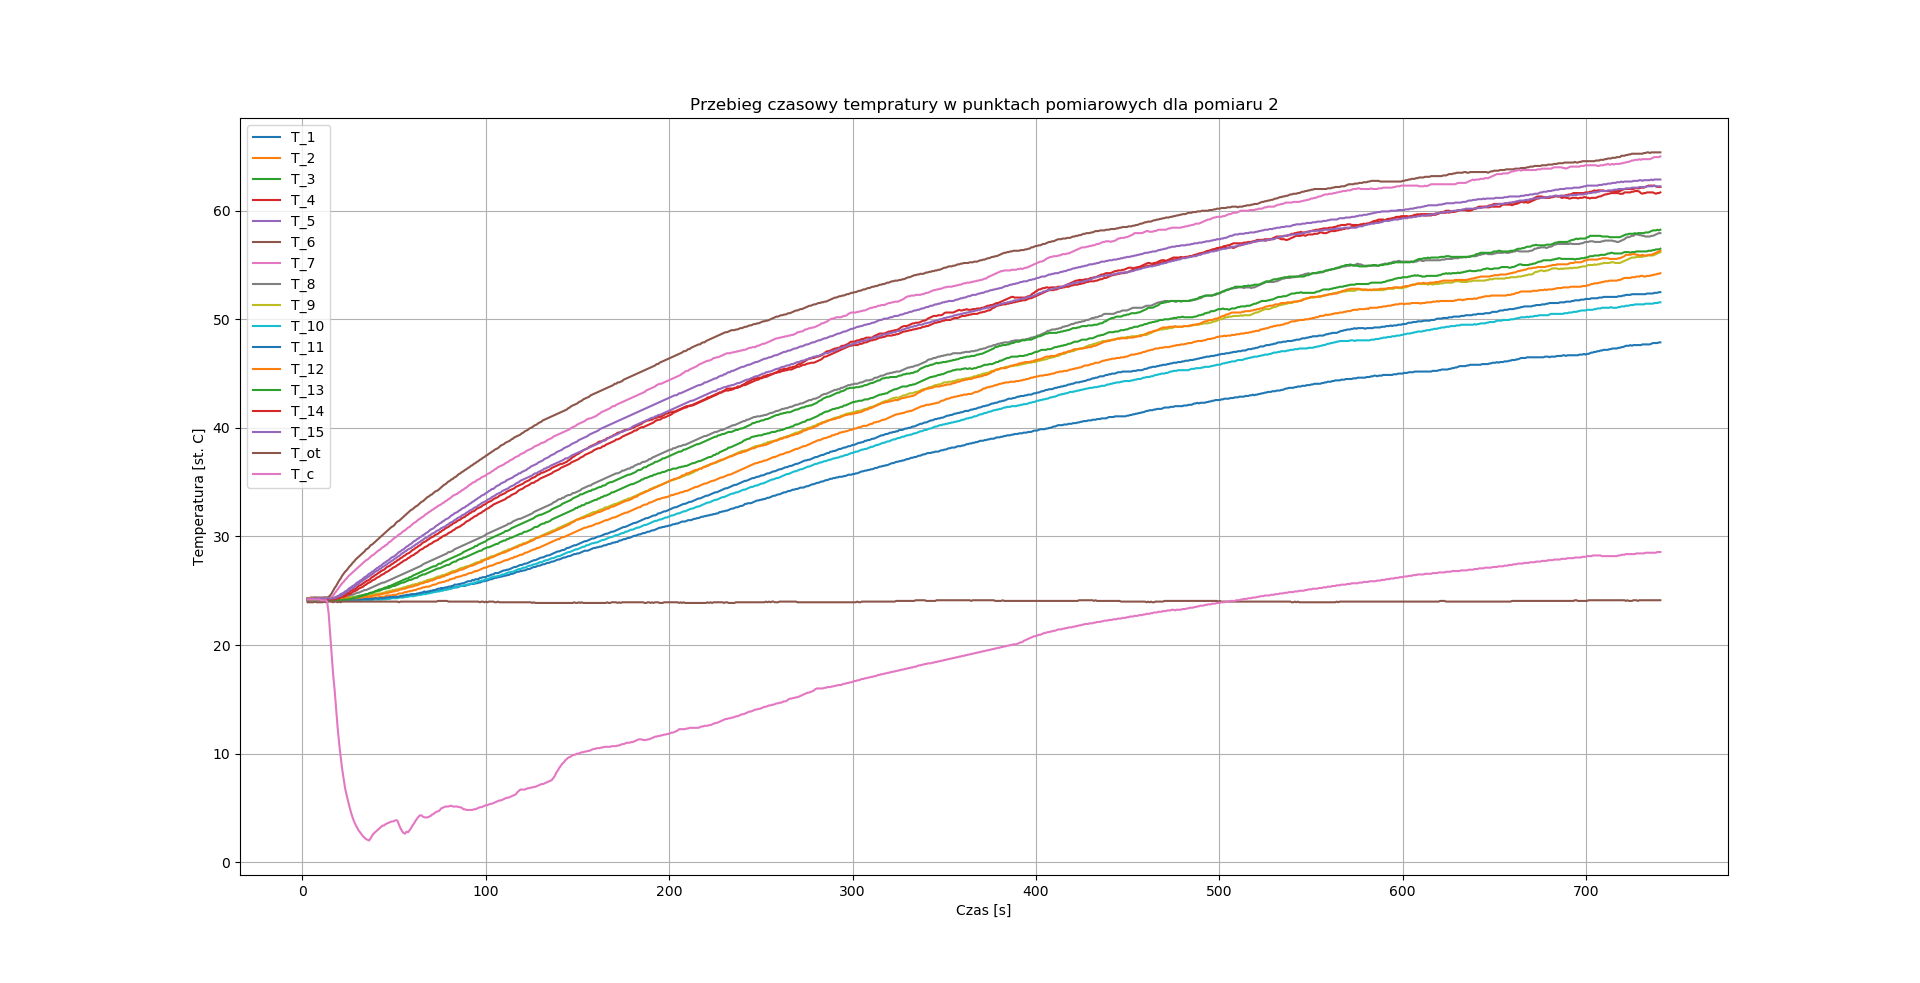 Przebieg czasowy tempratury w punktach pomiarowych dla pomiaru 2
T_1
T_2
T_3
T_4
T_5
T_6
T_7
T_8
T_9
T_10
T_11
T_12
T_13
T_14
T_15
T_ot
T_c
Temperatura [st. C]
60
50
40
30
20
10
0
0 100 200 300 400 500 600 700
Czas [s]